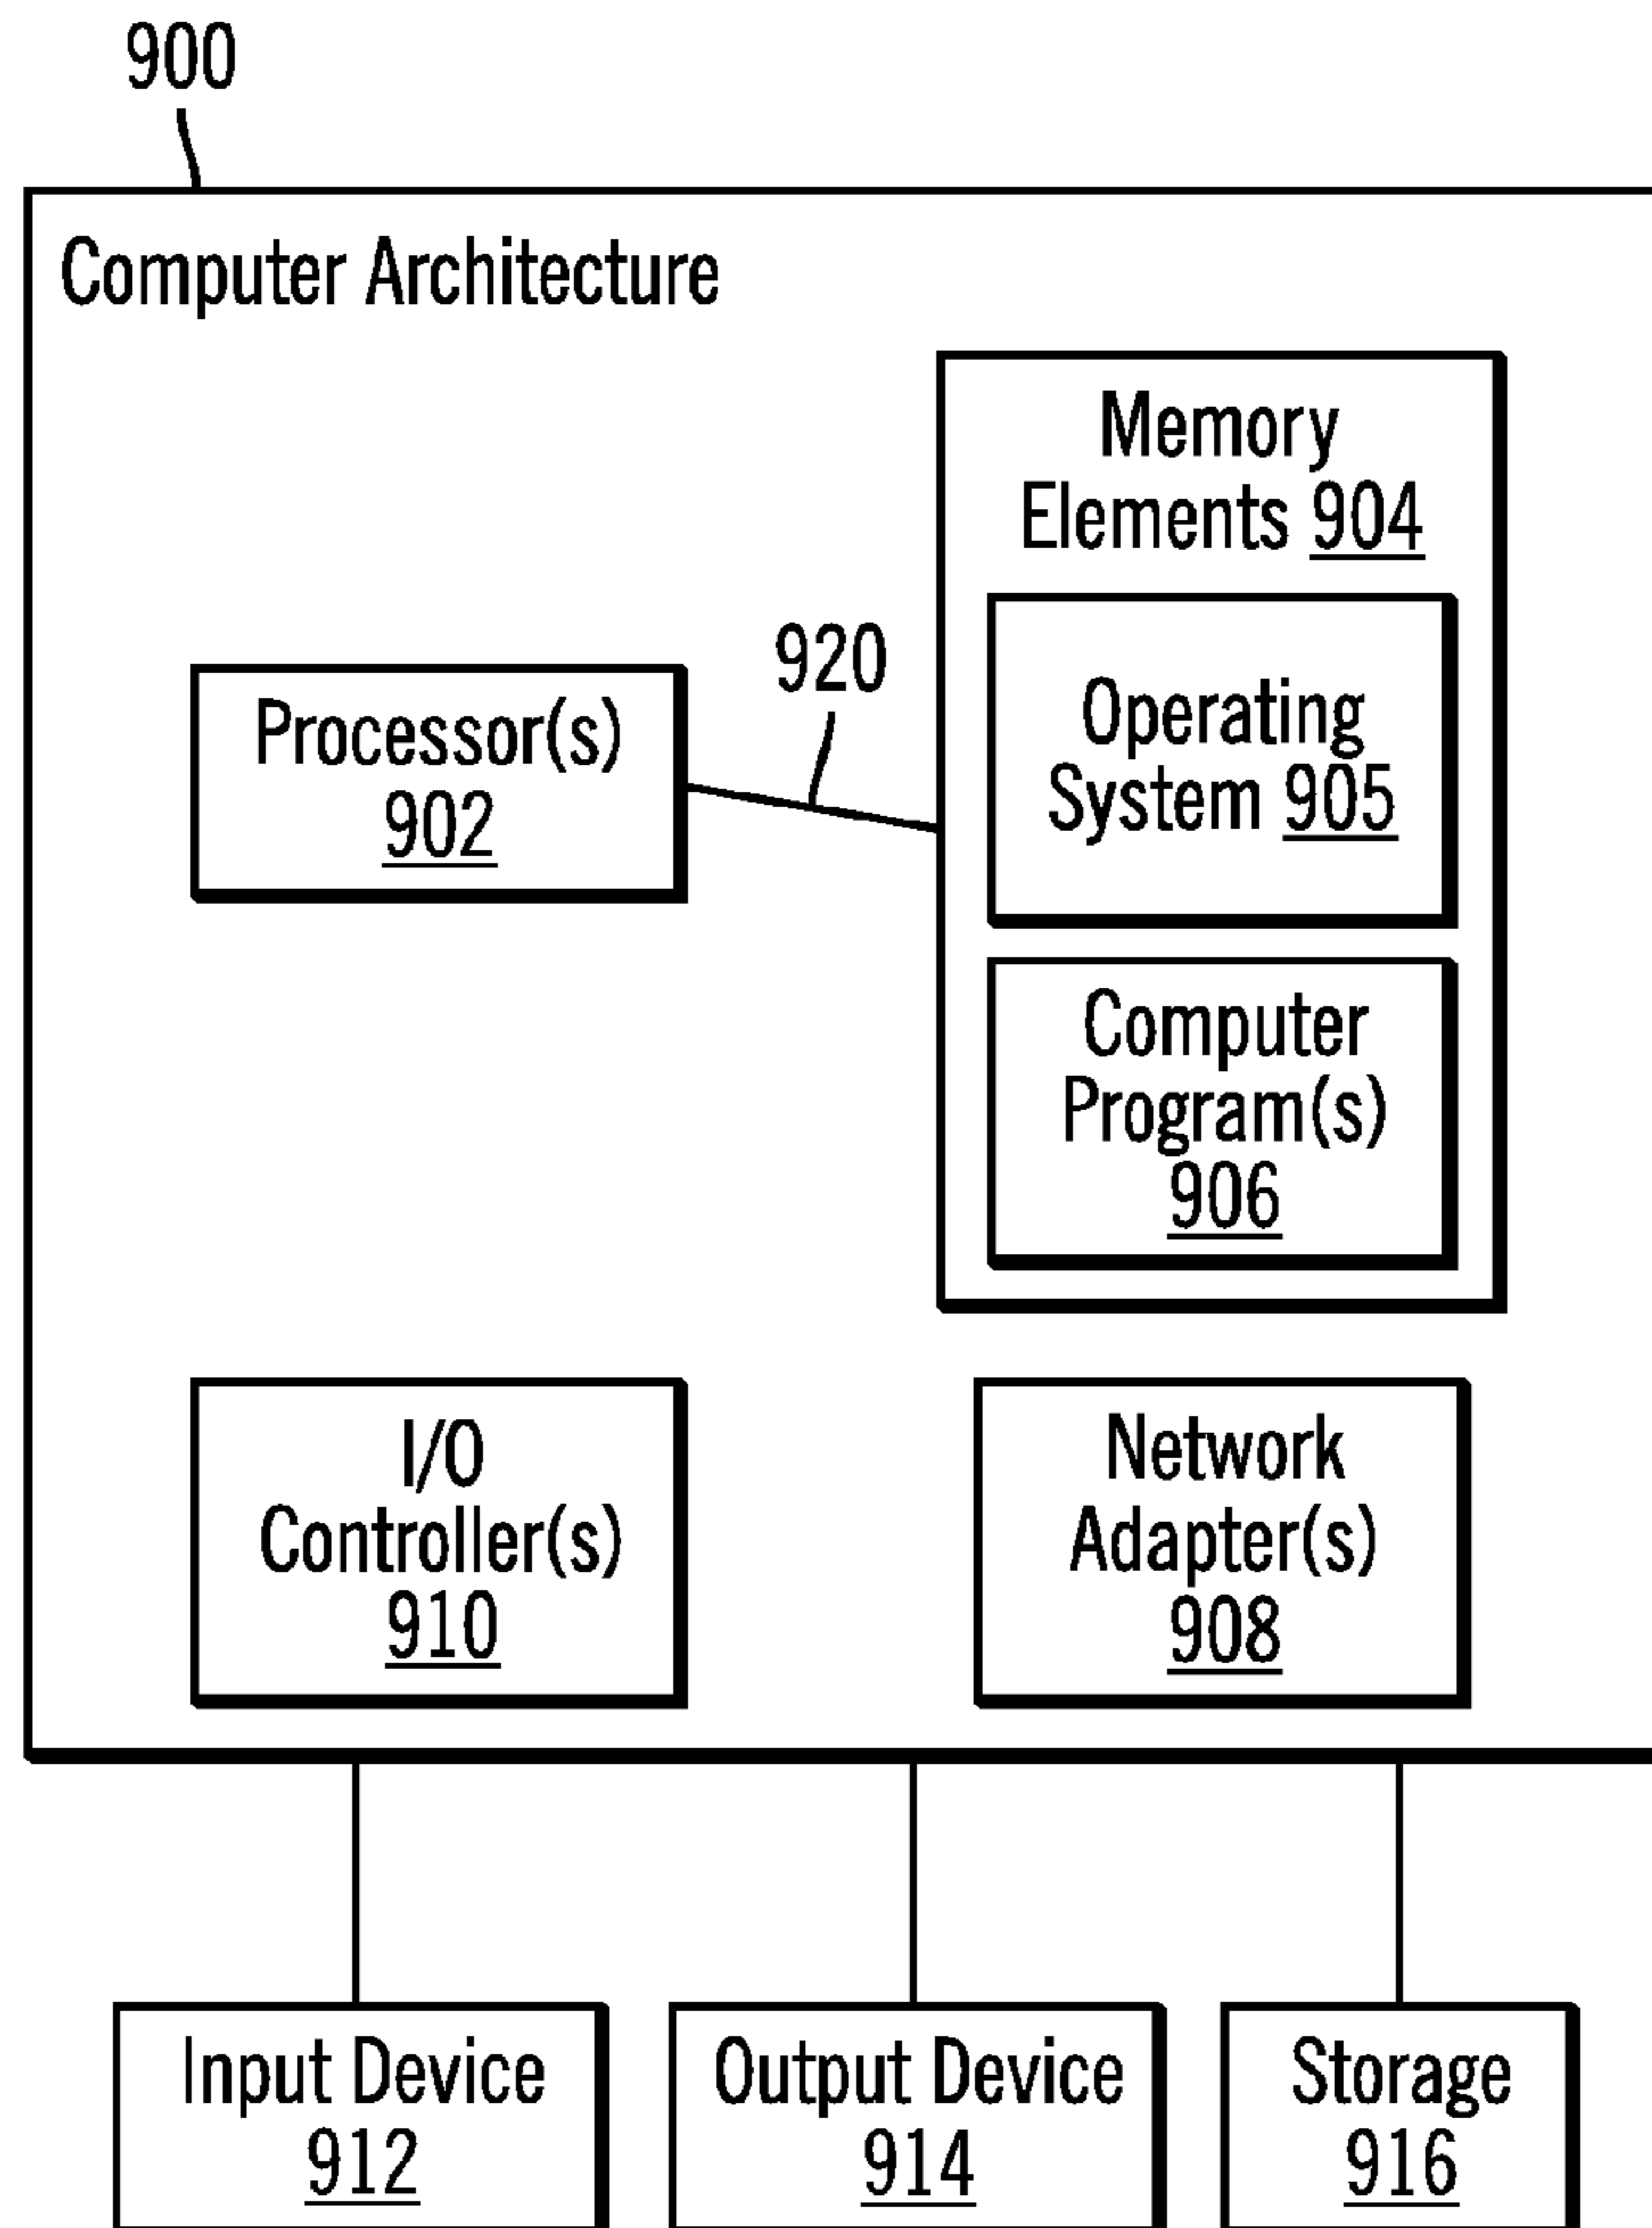 900
Computer Architecture
Memory
Elements 904
920
Processor(s)
902
Operating
System 905
Computer
Program(s)
906
I/O
Controller(s)
910
Network
Adapter(s)
908
Input Device
912
Output Device
914
Storage
916